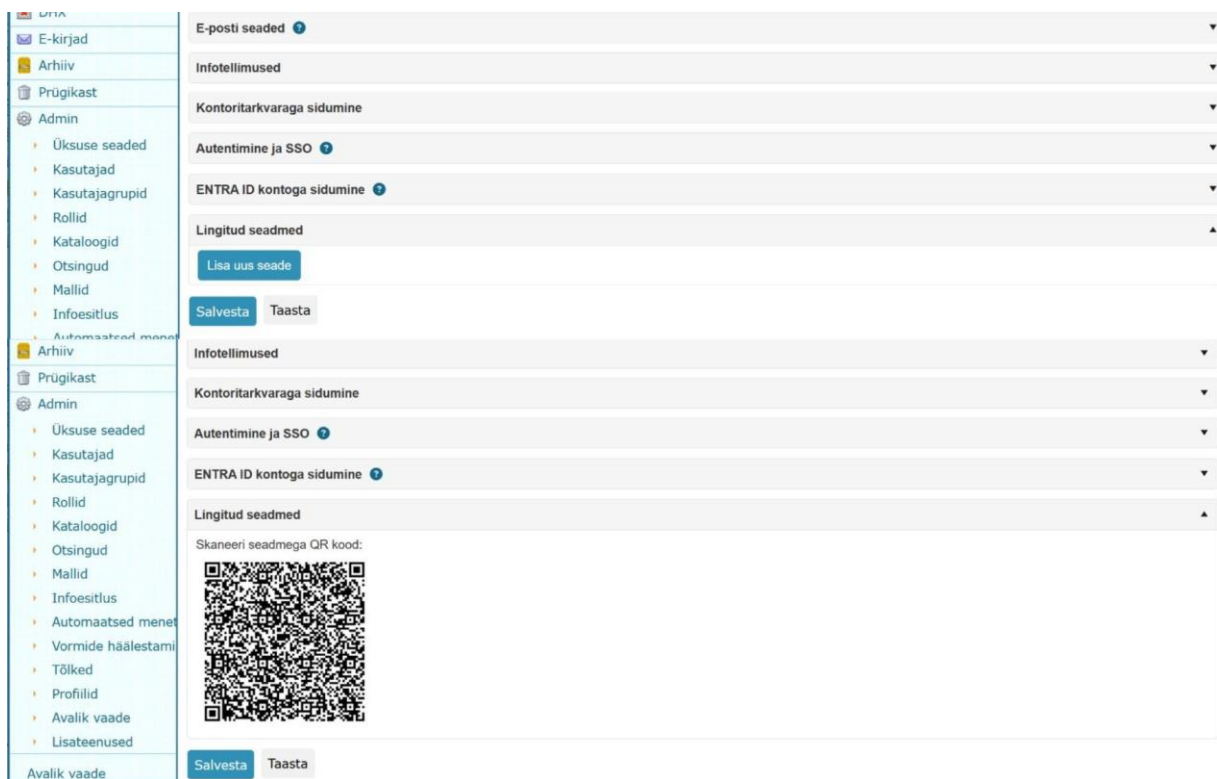 DHX
E-kirjad
Arhiiv
Prügikast
Admin
Üksuse seaded
Kasutajad
Kasutajagrupid
Rollid
Kataloogid
Otsingud
Mallid
Infoesitlus
Automaatsed menet
E-posti seaded ?
Infotellimused
Kontoritarkvaraga sidumine
Autentimine ja SSO ?
ENTRA ID kontoga sidumine ?
Lingitud seadmed
Lisa uus seade
Salvesta Taasta
Arhiiv
Prügikast
Admin
Üksuse seaded
Kasutajad
Kasutajagrupid
Rollid
Kataloogid
Otsingud
Mallid
Infoesitlus
Automaatsed menet
Vormide häälestami
Tõlked
Profiilid
Avalik vaade
Lisateenused
Avalik vaade
Infotellimused
Kontoritarkvaraga sidumine
Autentimine ja SSO ?
ENTRA ID kontoga sidumine ?
Lingitud seadmed
Skaneeri seadmega QR kood:
Salvesta Taasta